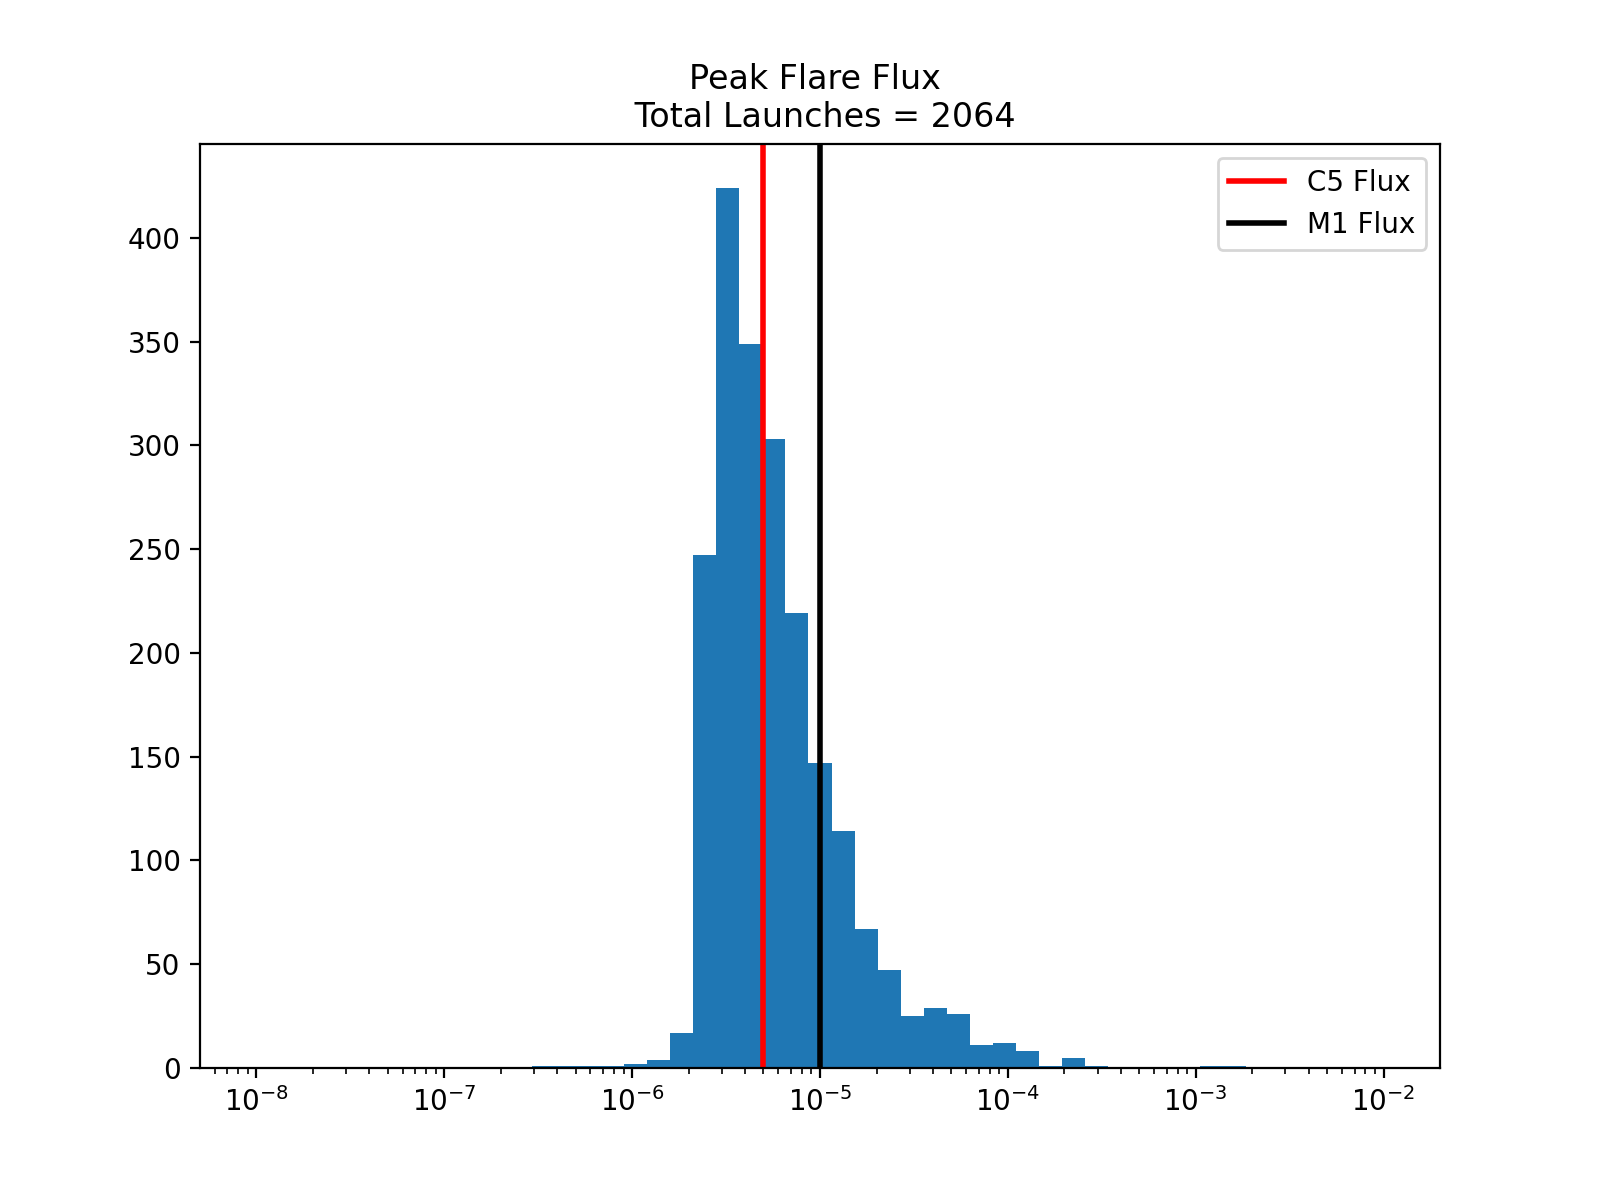 Peak Flare Flux
Total Launches = 2064
C5 Flux
M1 Flux
400
350
300
250
200
150
100
50
0
10⁻⁸ 10⁻⁷ 10⁻⁶ 10⁻⁵ 10⁻⁴ 10⁻³ 10⁻²